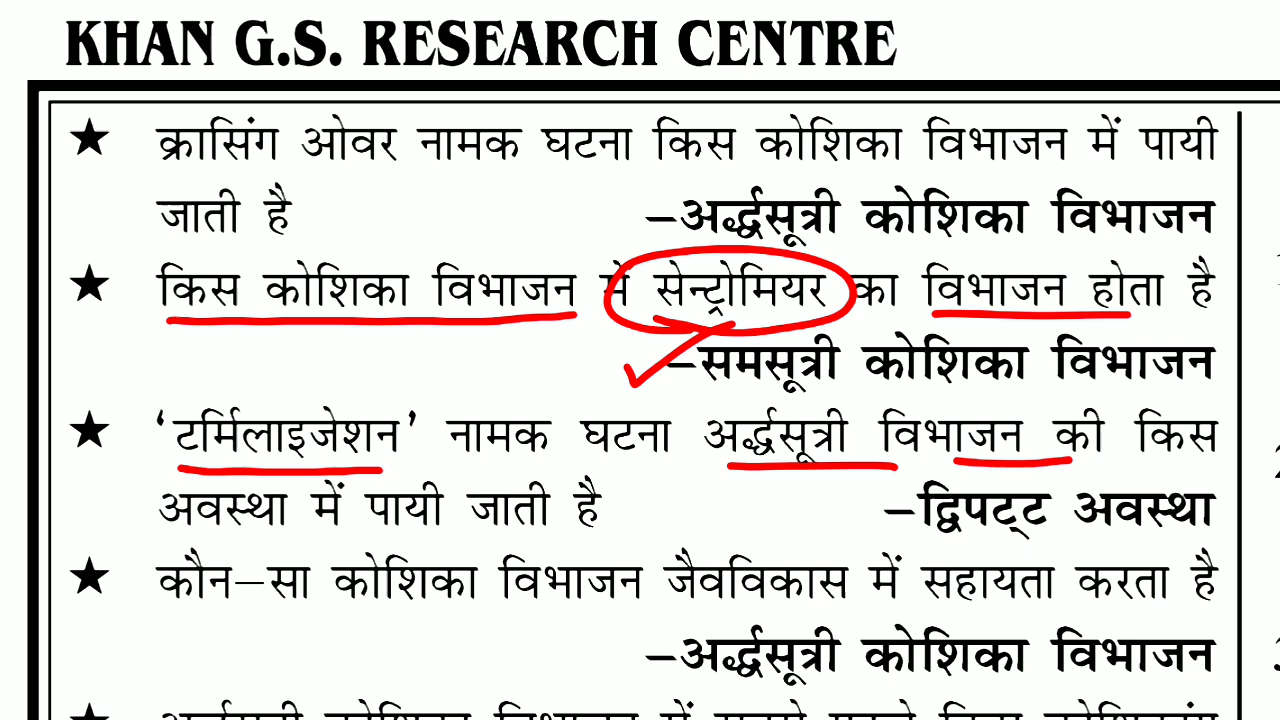 KHAN G.S. RESEARCH CENTRE
★ क्रासिंग ओवर नामक घटना किस कोशिका विभाजन में पायी
जाती है –अर्द्धसूत्री कोशिका विभाजन
★ किस कोशिका विभाजन में सेन्ट्रोमियर का विभाजन होता है
–समसूत्री कोशिका विभाजन
★ ‘टर्मिलाइजेशन’ नामक घटना अर्द्धसूत्री विभाजन की किस
अवस्था में पायी जाती है –द्विपट्ट अवस्था
★ कौन–सा कोशिका विभाजन जैवविकास में सहायता करता है
–अर्द्धसूत्री कोशिका विभाजन